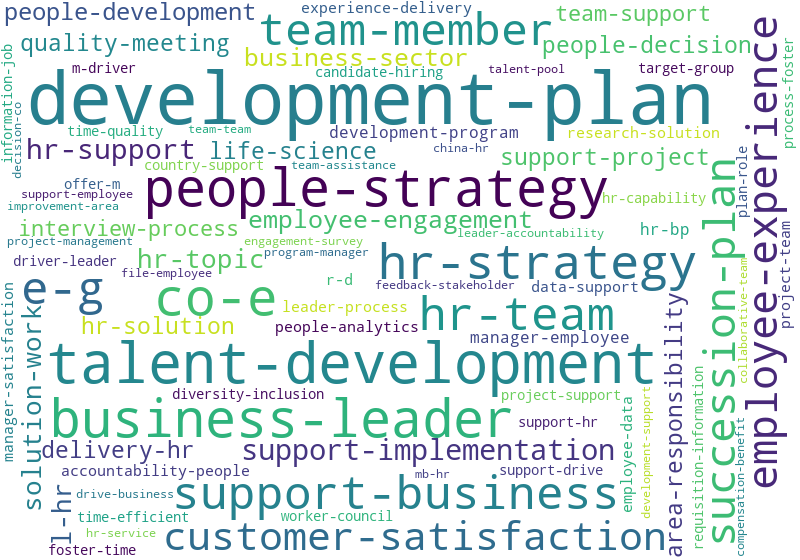 people-development
experience-delivery
team-member
team-support
quality-meeting
business-sector
people-decision
m-driver
candidate-hiring
talent-pool
target-group
information-job
decision-co
development-plan
employee-experience
process-foster
time-quality
team-team
development-program
research-solution
china-hr
hr-support
life-science
support-project
country-support
team-assistance
offer-m
support-employee
people-strategy
hr-capability
plan-role
improvement-area
interview-process
employee-engagement
hr-bp
leader-accountability
project-management
engagement-survey
hr-topic
program-manager
hr-strategy
succession-plan
project-team
driver-leader
file-employee
r-d
feedback-stakeholder
data-support
collaborative-team
e-g
co-e
leader-process
hr-team
hr-solution
people-analytics
manager-employee
manager-satisfaction
solution-work
talent-development
area-responsibility
diversity-inclusion
project-support
business-leader
support-hr
requisition-information
development-support
employee-data
delivery-hr
support-implementation
accountability-people
mb-hr
support-drive
compensation-benefit
l-hr
drive-business
support-business
time-efficient
worker-council
hr-service
customer-satisfaction
foster-time